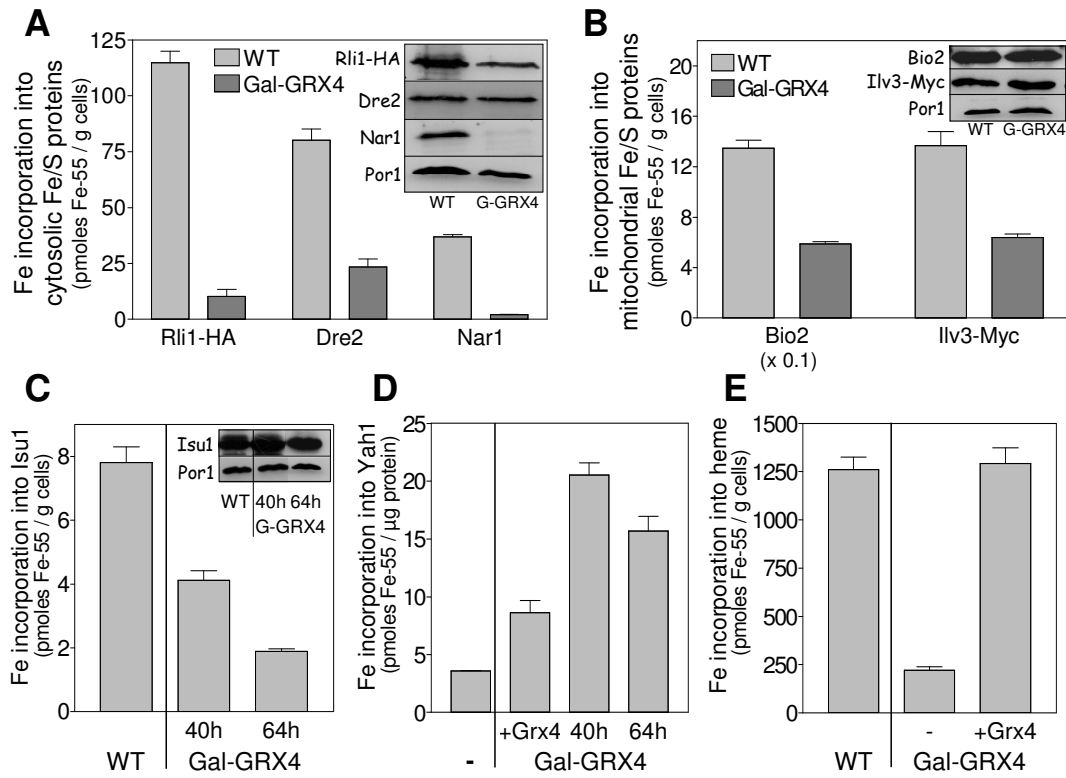 A
Fe incorporation into
cytosolic Fe/S proteins
(pmoles Fe-55 / g cells)
125
100
75
50
25
0
WT
Gal-GRX4
Rli1-HA
Dre2
Nar1
Por1
WT G-GRX4
Rli1-HA Dre2 Nar1
B
Fe incorporation into
mitochondrial Fe/S proteins
(pmoles Fe-55 / g cells)
20
16
12
8
4
0
WT
Gal-GRX4
Bio2
Ilv3-Myc
Por1
WT G-GRX4
Bio2 Ilv3-Myc
(x 0.1)
C
Fe incorporation into Isu1
(pmoles Fe-55 / g cells)
8
6
4
2
0
Isu1
Por1
WT 40h 64h
G-GRX4
40h 64h
WT Gal-GRX4
D
Fe incorporation into Yah1
(pmoles Fe-55 / µg protein)
25
20
15
10
5
0
+Grx4 40h 64h
- Gal-GRX4
E
Fe incorporation into heme
(pmoles Fe-55 / g cells)
1500
1250
1000
750
500
250
0
- +Grx4
WT Gal-GRX4